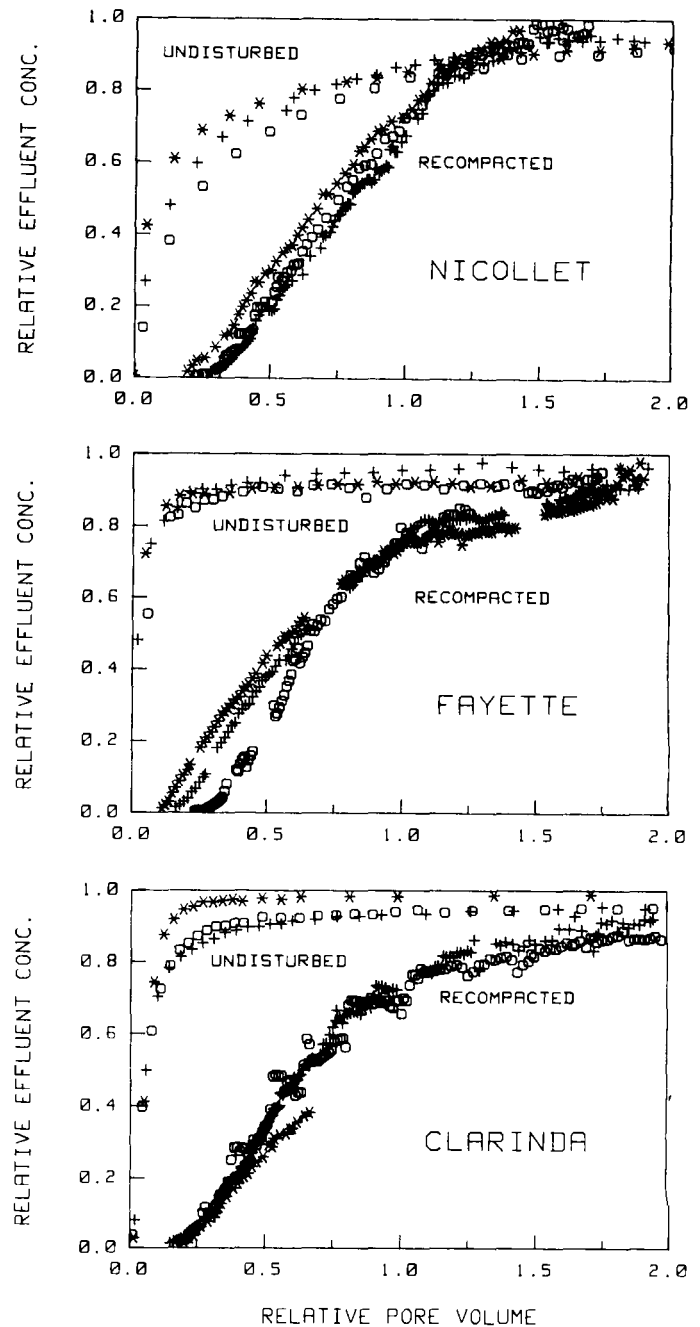 RELATIVE EFFLUENT CONC.
1.0
0.8
0.6
0.4
0.2
0.0
UNDISTURBED
RECOMPACTED
NICOLLET
0.0 0.5 1.0 1.5 2.0
RELATIVE EFFLUENT CONC.
1.0
0.8
0.6
0.4
0.2
0.0
UNDISTURBED
RECOMPACTED
FAYETTE
0.0 0.5 1.0 1.5 2.0
RELATIVE EFFLUENT CONC.
1.0
0.8
0.6
0.4
0.2
0.0
UNDISTURBED
RECOMPACTED
CLARINDA
0.0 0.5 1.0 1.5 2.0
RELATIVE PORE VOLUME